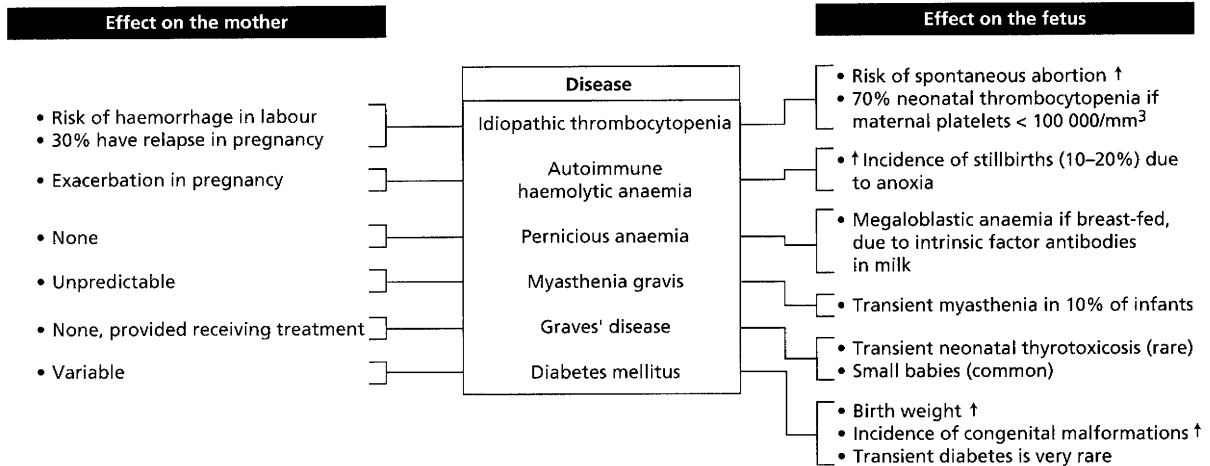 Effect on the mother
Effect on the fetus
Disease
• Risk of haemorrhage in labour
• 30% have relapse in pregnancy
Idiopathic thrombocytopenia
• Risk of spontaneous abortion ↑
• 70% neonatal thrombocytopenia if
maternal platelets < 100 000/mm³
• Exacerbation in pregnancy
Autoimmune
haemolytic anaemia
• ↑ Incidence of stillbirths (10–20%) due
to anoxia
• None
Pernicious anaemia
• Megaloblastic anaemia if breast-fed,
due to intrinsic factor antibodies
in milk
• Unpredictable
Myasthenia gravis
• Transient myasthenia in 10% of infants
• None, provided receiving treatment
Graves' disease
• Transient neonatal thyrotoxicosis (rare)
• Small babies (common)
• Variable
Diabetes mellitus
• Birth weight ↑
• Incidence of congenital malformations ↑
• Transient diabetes is very rare